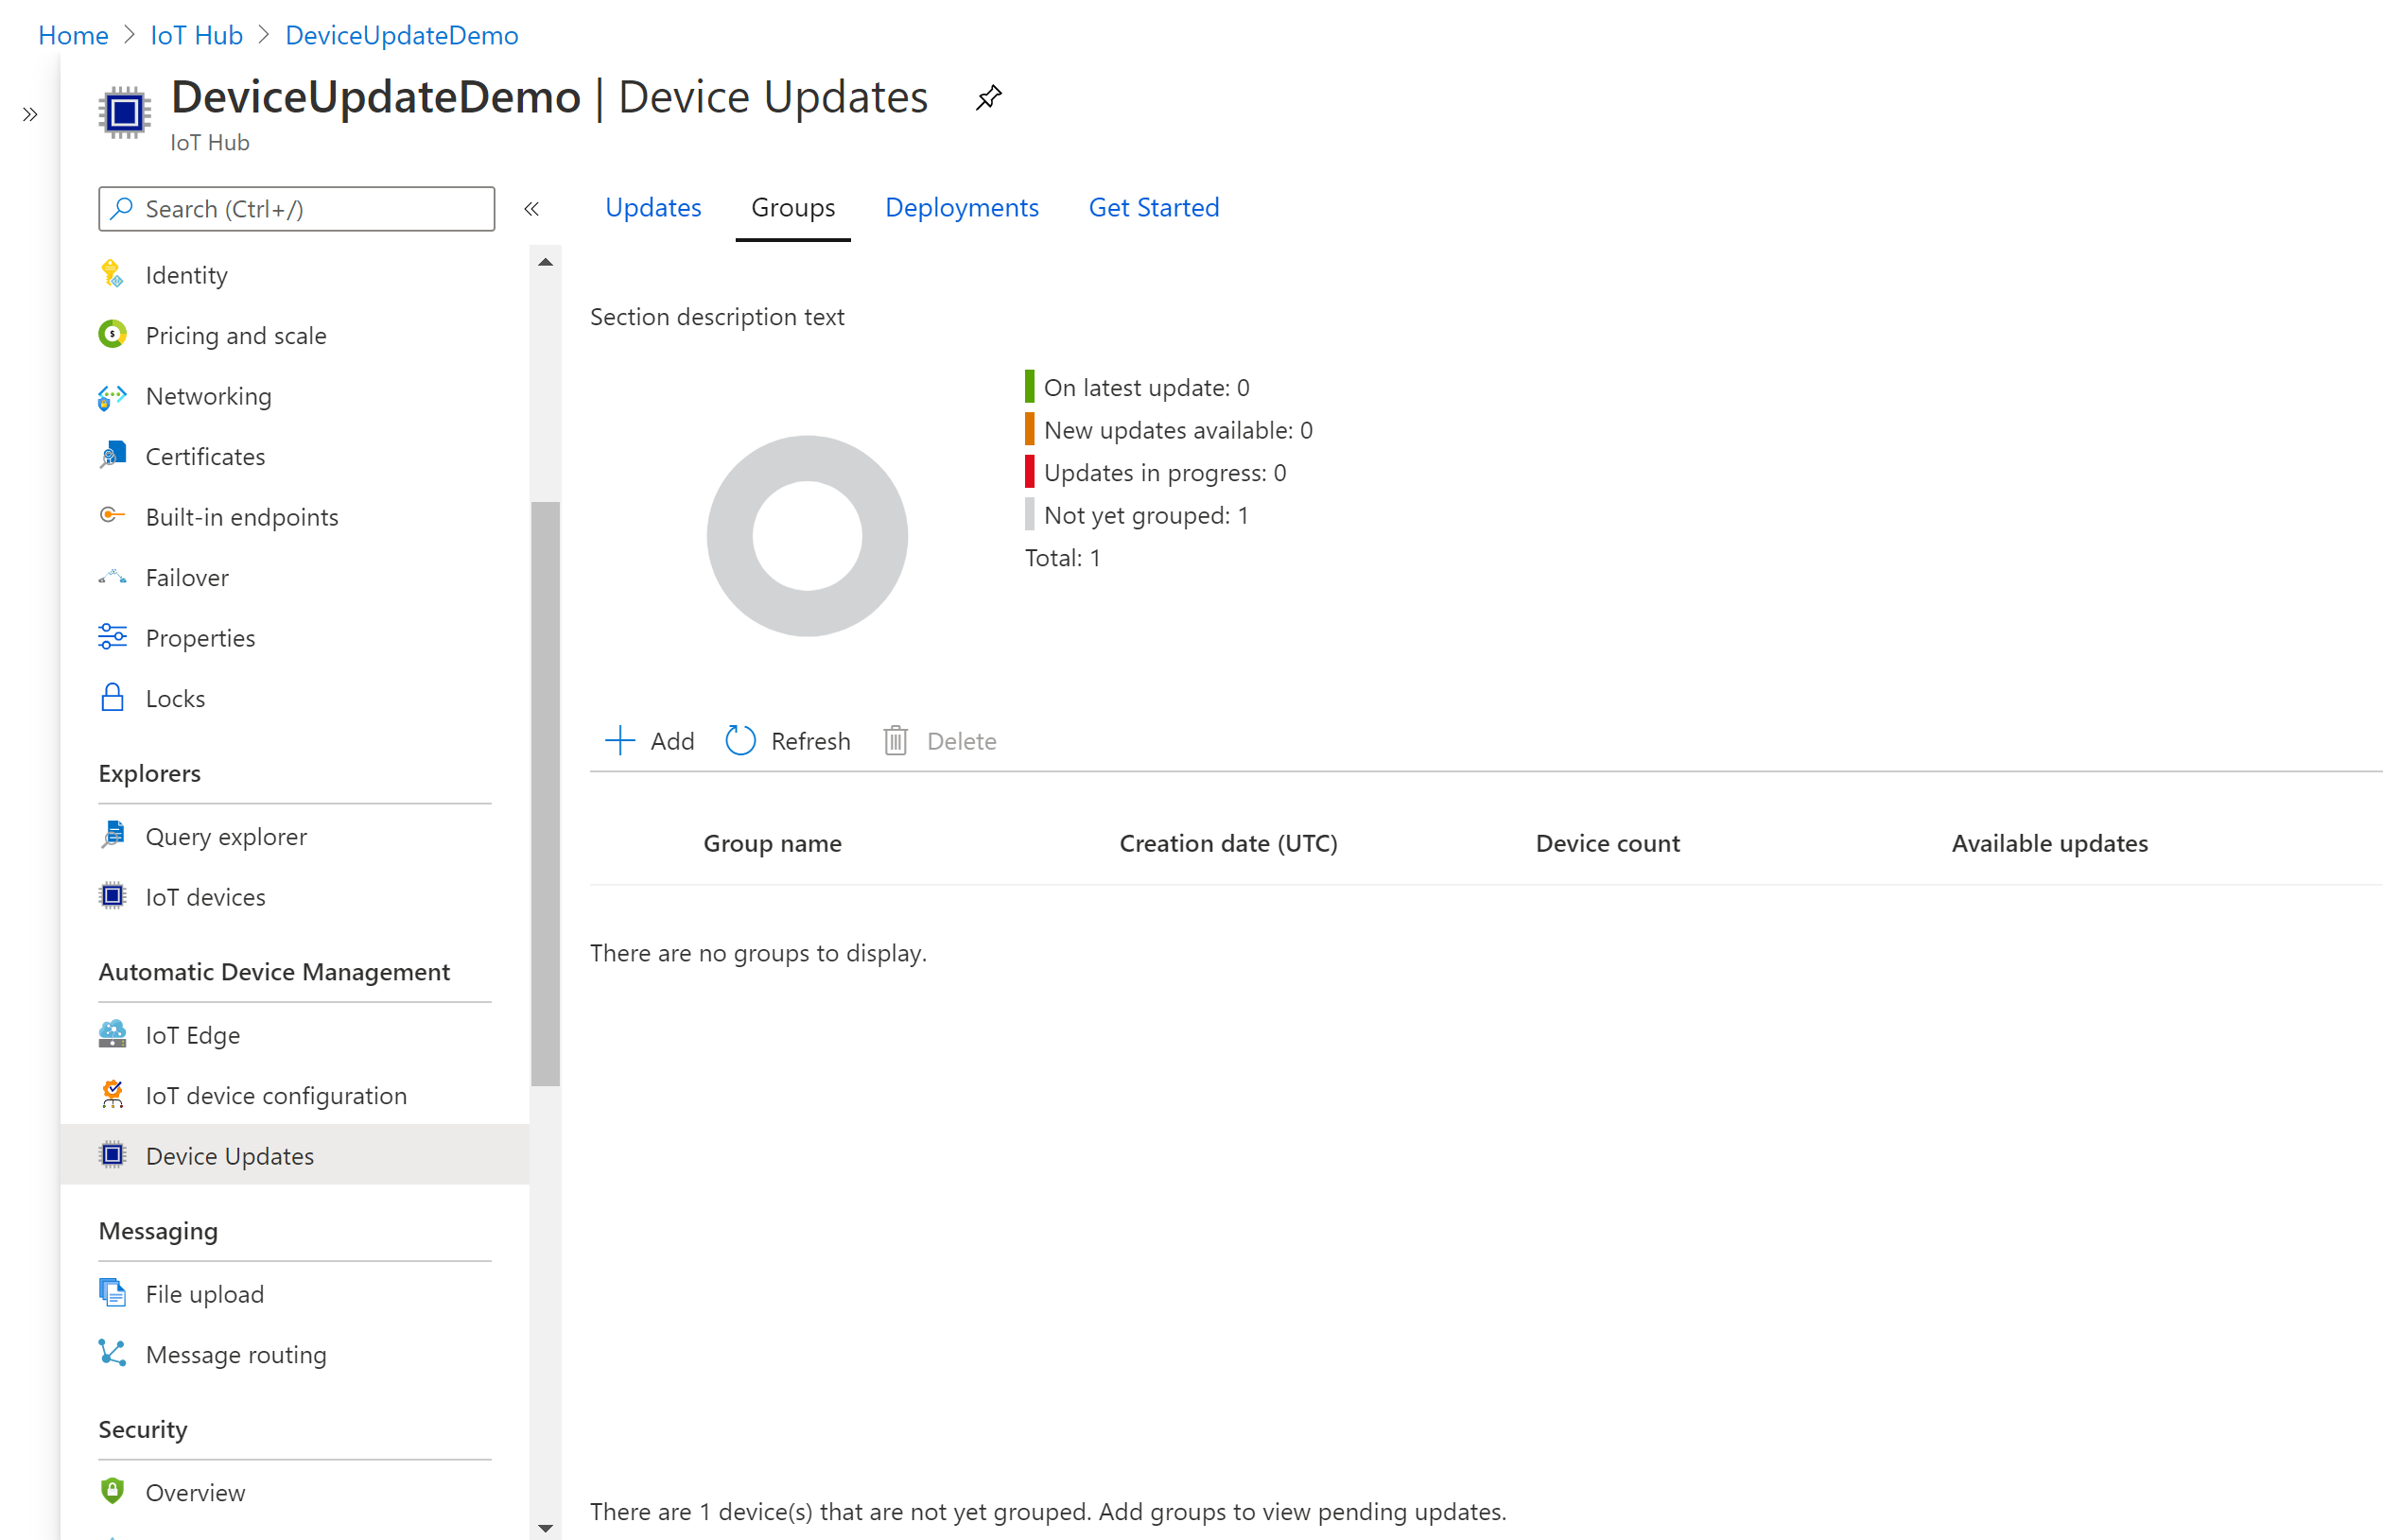 Home > IoT Hub > DeviceUpdateDemo
DeviceUpdateDemo | Device Updates
IoT Hub
Search (Ctrl+/)
Identity
Pricing and scale
Networking
Certificates
Built-in endpoints
Failover
Properties
Locks
Explorers
Query explorer
IoT devices
Automatic Device Management
IoT Edge
IoT device configuration
Device Updates
Messaging
File upload
Message routing
Security
Overview
Updates Groups Deployments Get Started
Section description text
On latest update: 0
New updates available: 0
Updates in progress: 0
Not yet grouped: 1
Total: 1
Add Refresh Delete
Group name Creation date (UTC) Device count Available updates
There are no groups to display.
There are 1 device(s) that are not yet grouped. Add groups to view pending updates.